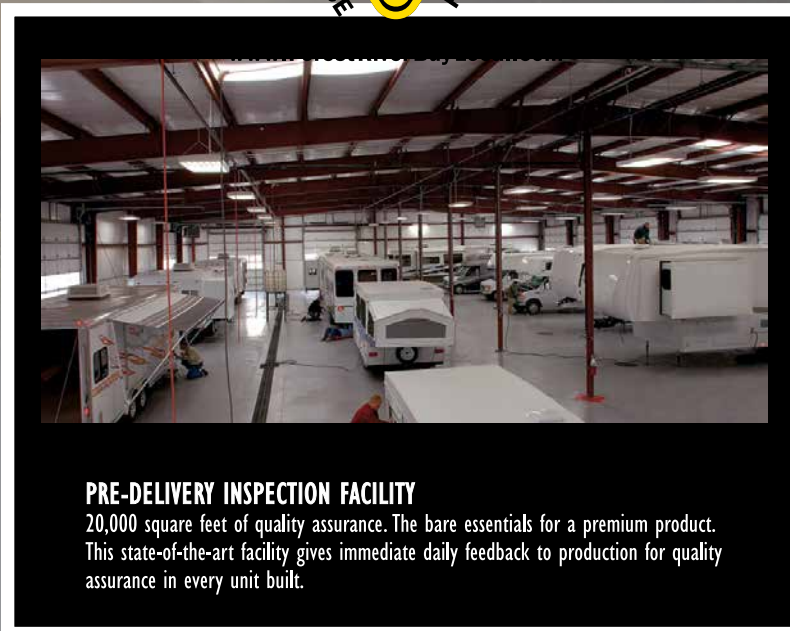 PRE-DELIVERY INSPECTION FACILITY
20,000 square feet of quality assurance. The bare essentials for a premium product.
This state-of-the-art facility gives immediate daily feedback to production for quality
assurance in every unit built.